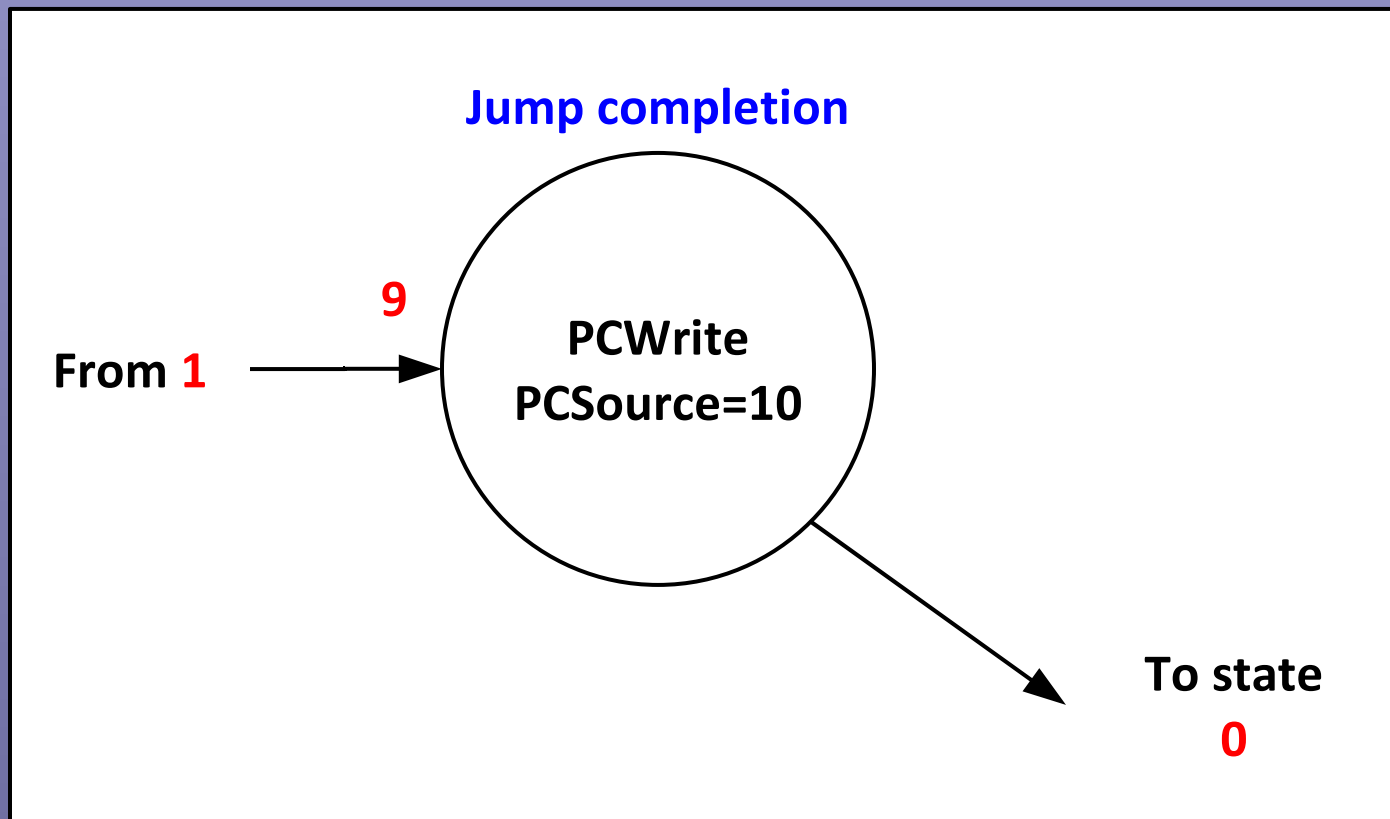 Jump completion
9
From 1
PCWrite
PCSource=10
To state
0